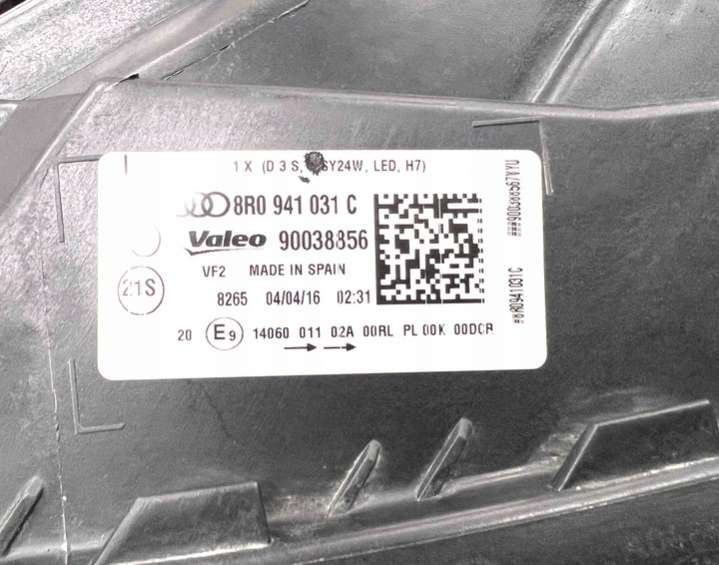 1 X (D 3 S, SY24W, LED, H7)
8R0 941 031 C
Valeo 90038856
VF2 MADE IN SPAIN
21S
8265 04/04/16 02:31
20 E9 14060 011 02A 00RL PL 00K 00DCR
#8R0941031C